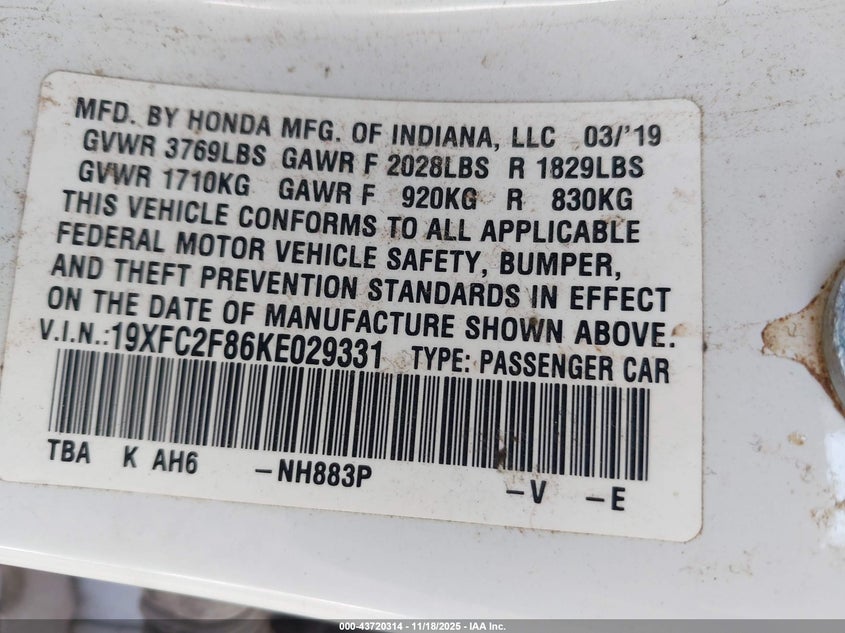 MFD. BY HONDA MFG. OF INDIANA, LLC 03/'19
GVWR 3769LBS GAWR F 2028LBS R 1829LBS
GVWR 1710KG GAWR F 920KG R 830KG
THIS VEHICLE CONFORMS TO ALL APPLICABLE
FEDERAL MOTOR VEHICLE SAFETY, BUMPER,
AND THEFT PREVENTION STANDARDS IN EFFECT
ON THE DATE OF MANUFACTURE SHOWN ABOVE.
V.I.N.:19XFC2F86KE029331 TYPE: PASSENGER CAR
TBA K AH6 -NH883P -V -E
000-43720314 - 11/18/2025 - IAA Inc.